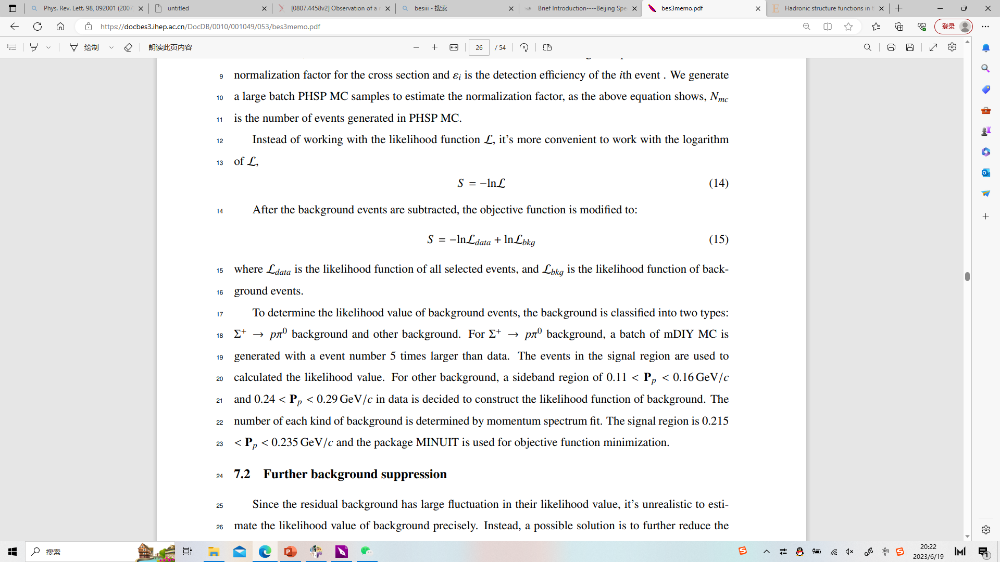 Phys. Rev. Lett. 98, 092001 (2007
untitled
[0807.4458v2] Observation of a r
besiii - 搜索
Brief Introduction----Beijing Spe
bes3memo.pdf
Hadronic structure functions in t
https://docbes3.ihep.ac.cn/DocDB/0010/001049/053/bes3memo.pdf
登录
绘制
朗读此页内容
26 / 54
9 normalization factor for the cross section and εᵢ is the detection efficiency of the ith event . We generate
10 a large batch PHSP MC samples to estimate the normalization factor, as the above equation shows, N_mc
11 is the number of events generated in PHSP MC.
12 Instead of working with the likelihood function ℒ, it’s more convenient to work with the logarithm
13 of ℒ,
S = −lnℒ (14)
14 After the background events are subtracted, the objective function is modified to:
S = −lnℒ_data + lnℒ_bkg (15)
15 where ℒ_data is the likelihood function of all selected events, and ℒ_bkg is the likelihood function of back-
16 ground events.
17 To determine the likelihood value of background events, the background is classified into two types:
18 Σ⁺ → pπ⁰ background and other background. For Σ⁺ → pπ⁰ background, a batch of mDIY MC is
19 generated with a event number 5 times larger than data. The events in the signal region are used to
20 calculated the likelihood value. For other background, a sideband region of 0.11 < P_p < 0.16 GeV/c
21 and 0.24 < P_p < 0.29 GeV/c in data is decided to construct the likelihood function of background. The
22 number of each kind of background is determined by momentum spectrum fit. The signal region is 0.215
23 < P_p < 0.235 GeV/c and the package MINUIT is used for objective function minimization.
24 7.2 Further background suppression
25 Since the residual background has large fluctuation in their likelihood value, it’s unrealistic to esti-
26 mate the likelihood value of background precisely. Instead, a possible solution is to further reduce the
搜索
中
20:22
2023/6/19
1